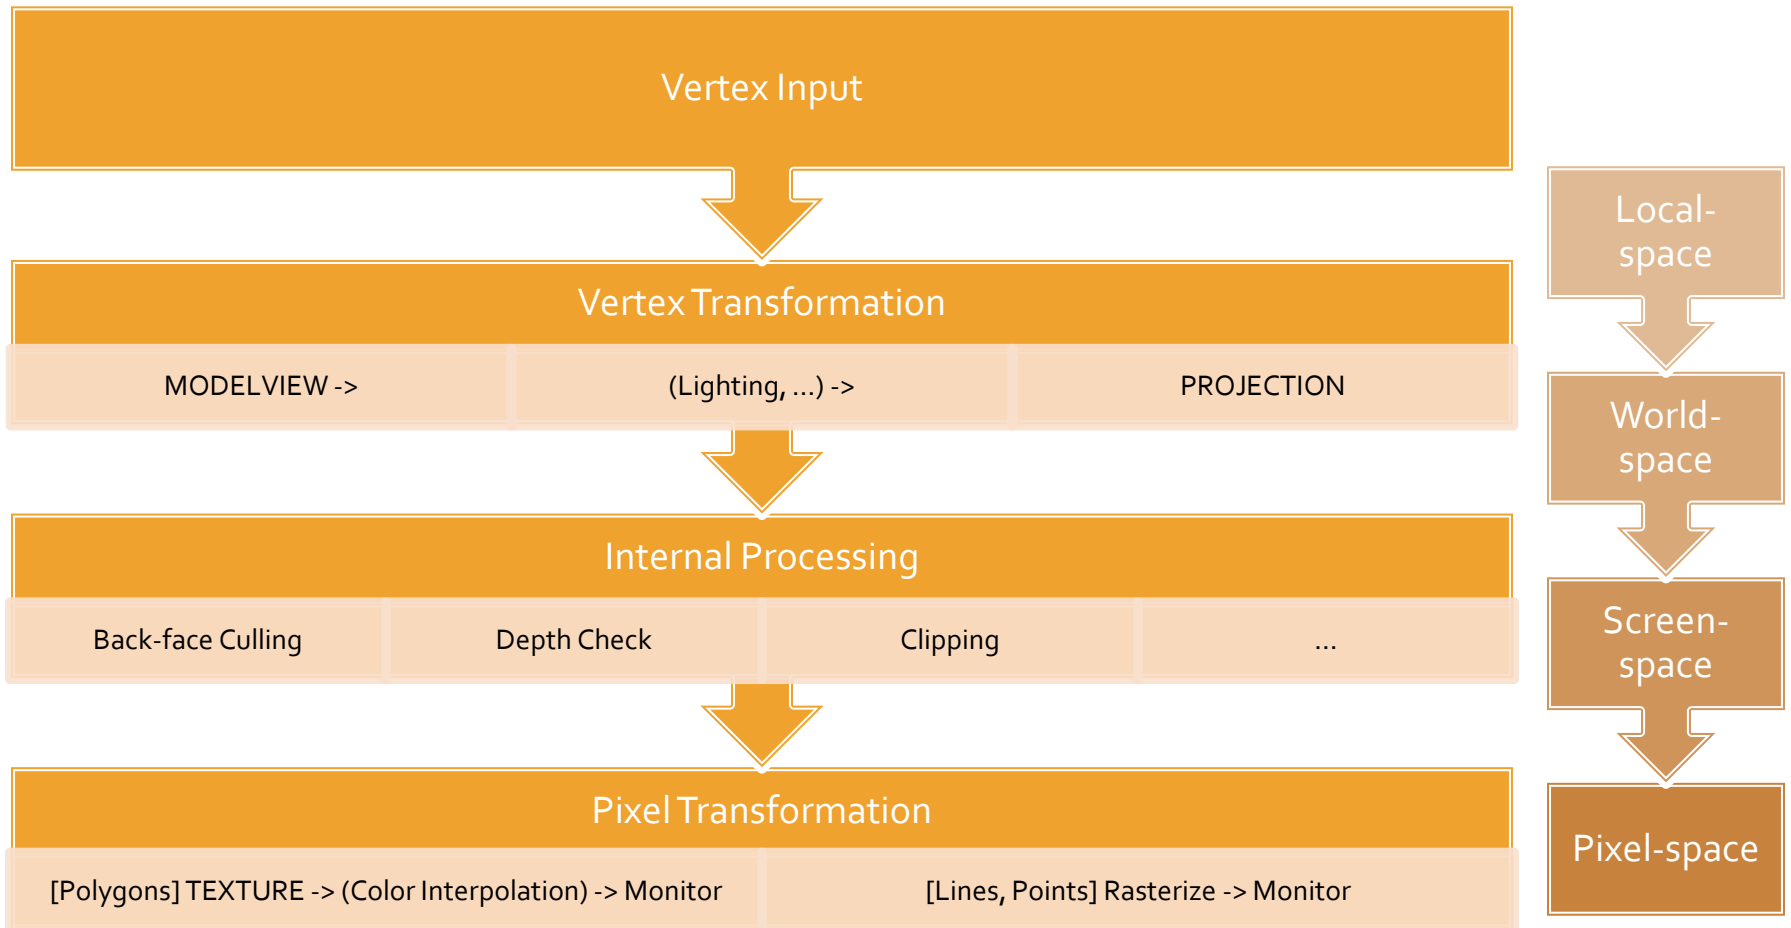 Vertex Input
Vertex Transformation
MODELVIEW ->
(Lighting, ...) ->
PROJECTION
Internal Processing
Back-face Culling
Depth Check
Clipping
...
Pixel Transformation
[Polygons] TEXTURE -> (Color Interpolation) -> Monitor
[Lines, Points] Rasterize -> Monitor
Local-
space
World-
space
Screen-
space
Pixel-space